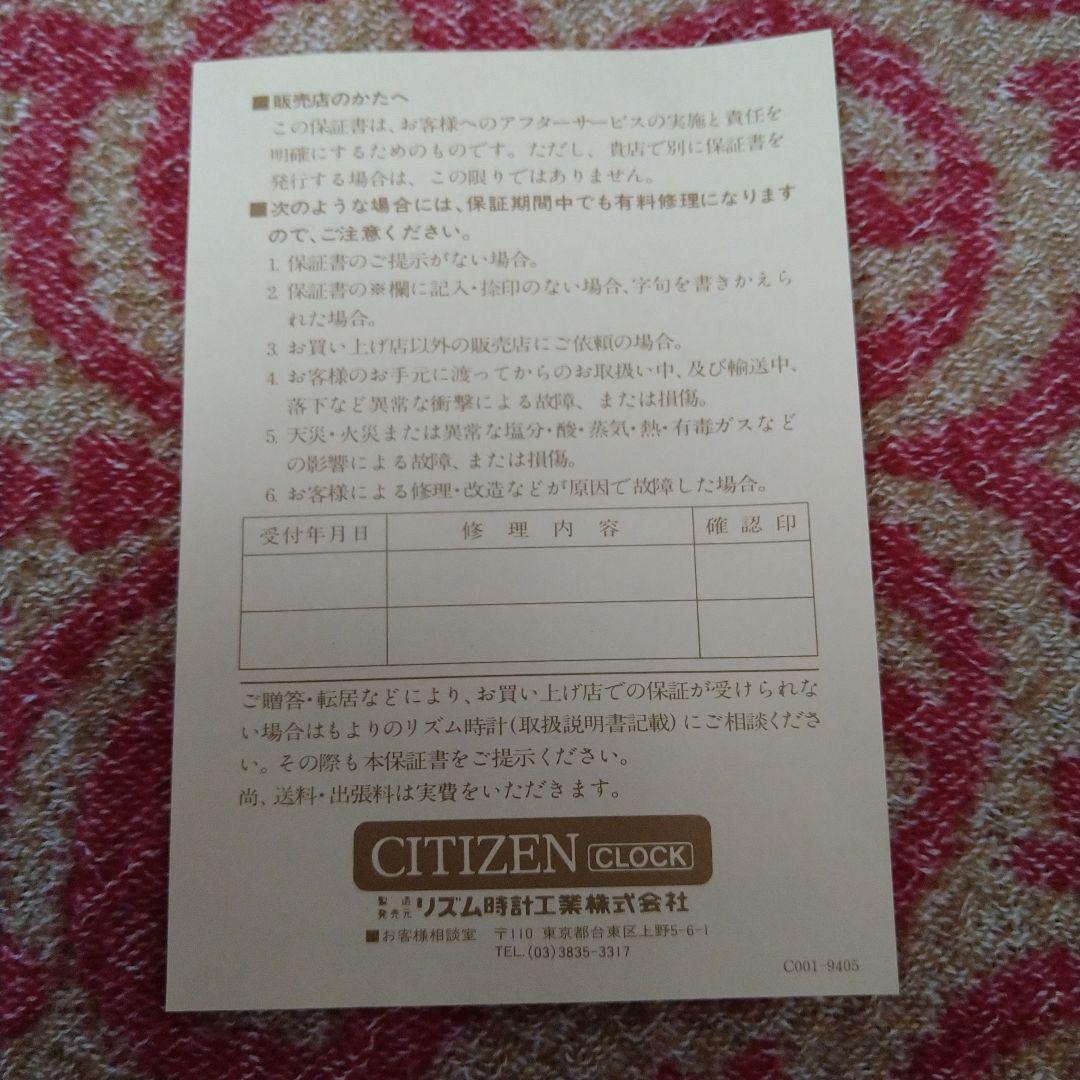 ■販売店のかたへ
この保証書は、お客様へのアフターサービスの実施と責任を
明確にするためのものです。ただし、貴店で別に保証書を
発行する場合は、この限りではありません。
■次のような場合には、保証期間中でも有料修理になります
ので、ご注意ください。
1. 保証書のご提示がない場合。
2. 保証書の※欄に記入・捺印のない場合、字句を書きかえら
れた場合。
3. お買い上げ店以外の販売店にご依頼の場合。
4. お客様のお手元に渡ってからのお取扱い中、及び輸送中、
落下など異常な衝撃による故障、または損傷。
5. 天災・火災または異常な塩分・酸・蒸気・熱・有毒ガスなど
の影響による故障、または損傷。
6. お客様による修理・改造などが原因で故障した場合。
受付年月日 修理内容 確認印
ご贈答・転居などにより、お買い上げ店での保証が受けられな
い場合はもよりのリズム時計(取扱説明書記載)にご相談くださ
い。その際も本保証書をご提示ください。
尚、送料・出張料は実費をいただきます。
CITIZEN CLOCK
製造発売元 リズム時計工業株式会社
■お客様相談室 〒110 東京都台東区上野5-6-1
TEL.(03)3835-3317
C001-9405